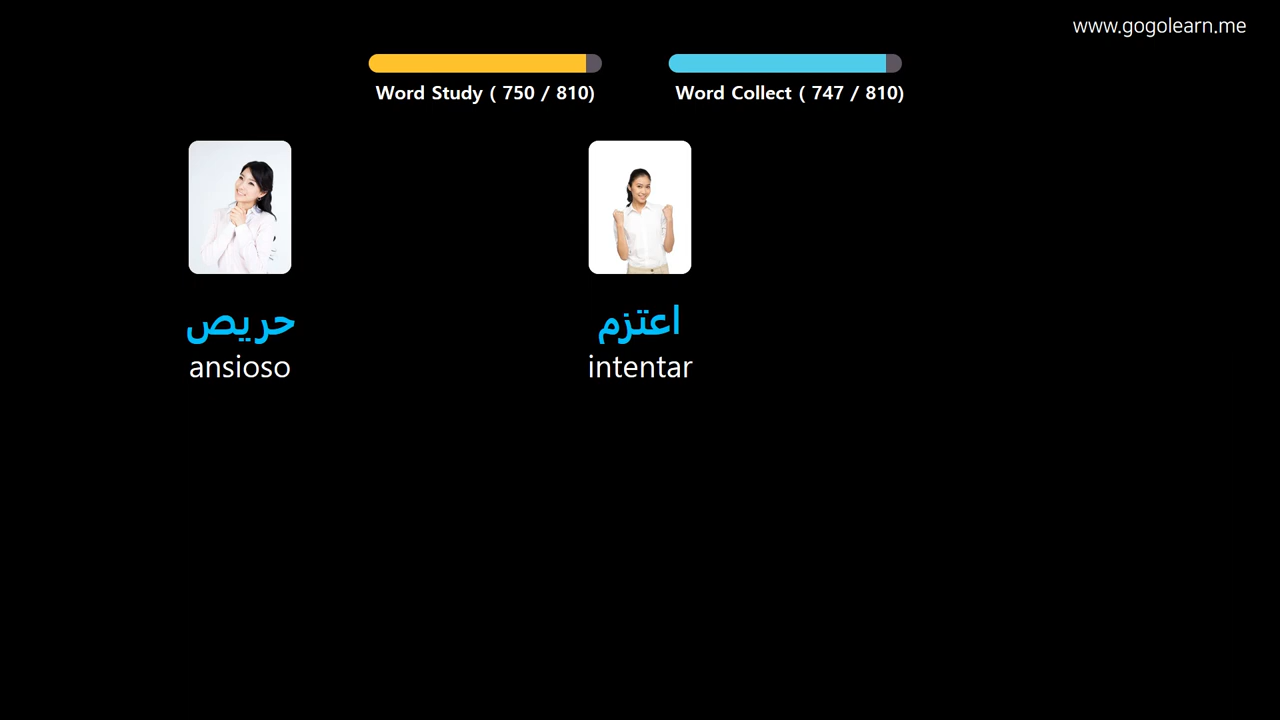 www.gogolearn.me
Word Study ( 750 / 810)
Word Collect ( 747 / 810)
حريص
ansioso
اعتزم
intentar